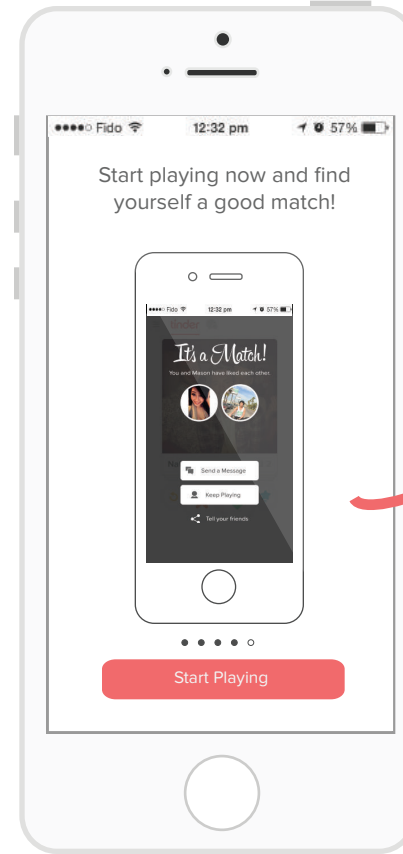 Fido 12:32 pm 57%
Start playing now and find
yourself a good match!
Fido 12:32 pm 57%
tinder
It's a Match!
You and Mason have liked each other.
Send a Message
Keep Playing
Tell your friends
Start Playing